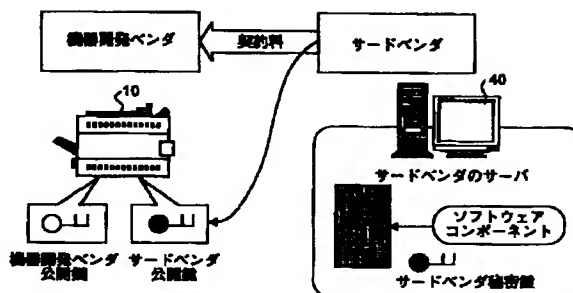 機器開発ベンダ
契約料
サードベンダ
10
40
サードベンダのサーバ
ソフトウェア
コンポーネント
機器開発ベンダ
公開鍵
サードベンダ
公開鍵
サードベンダ秘密鍵